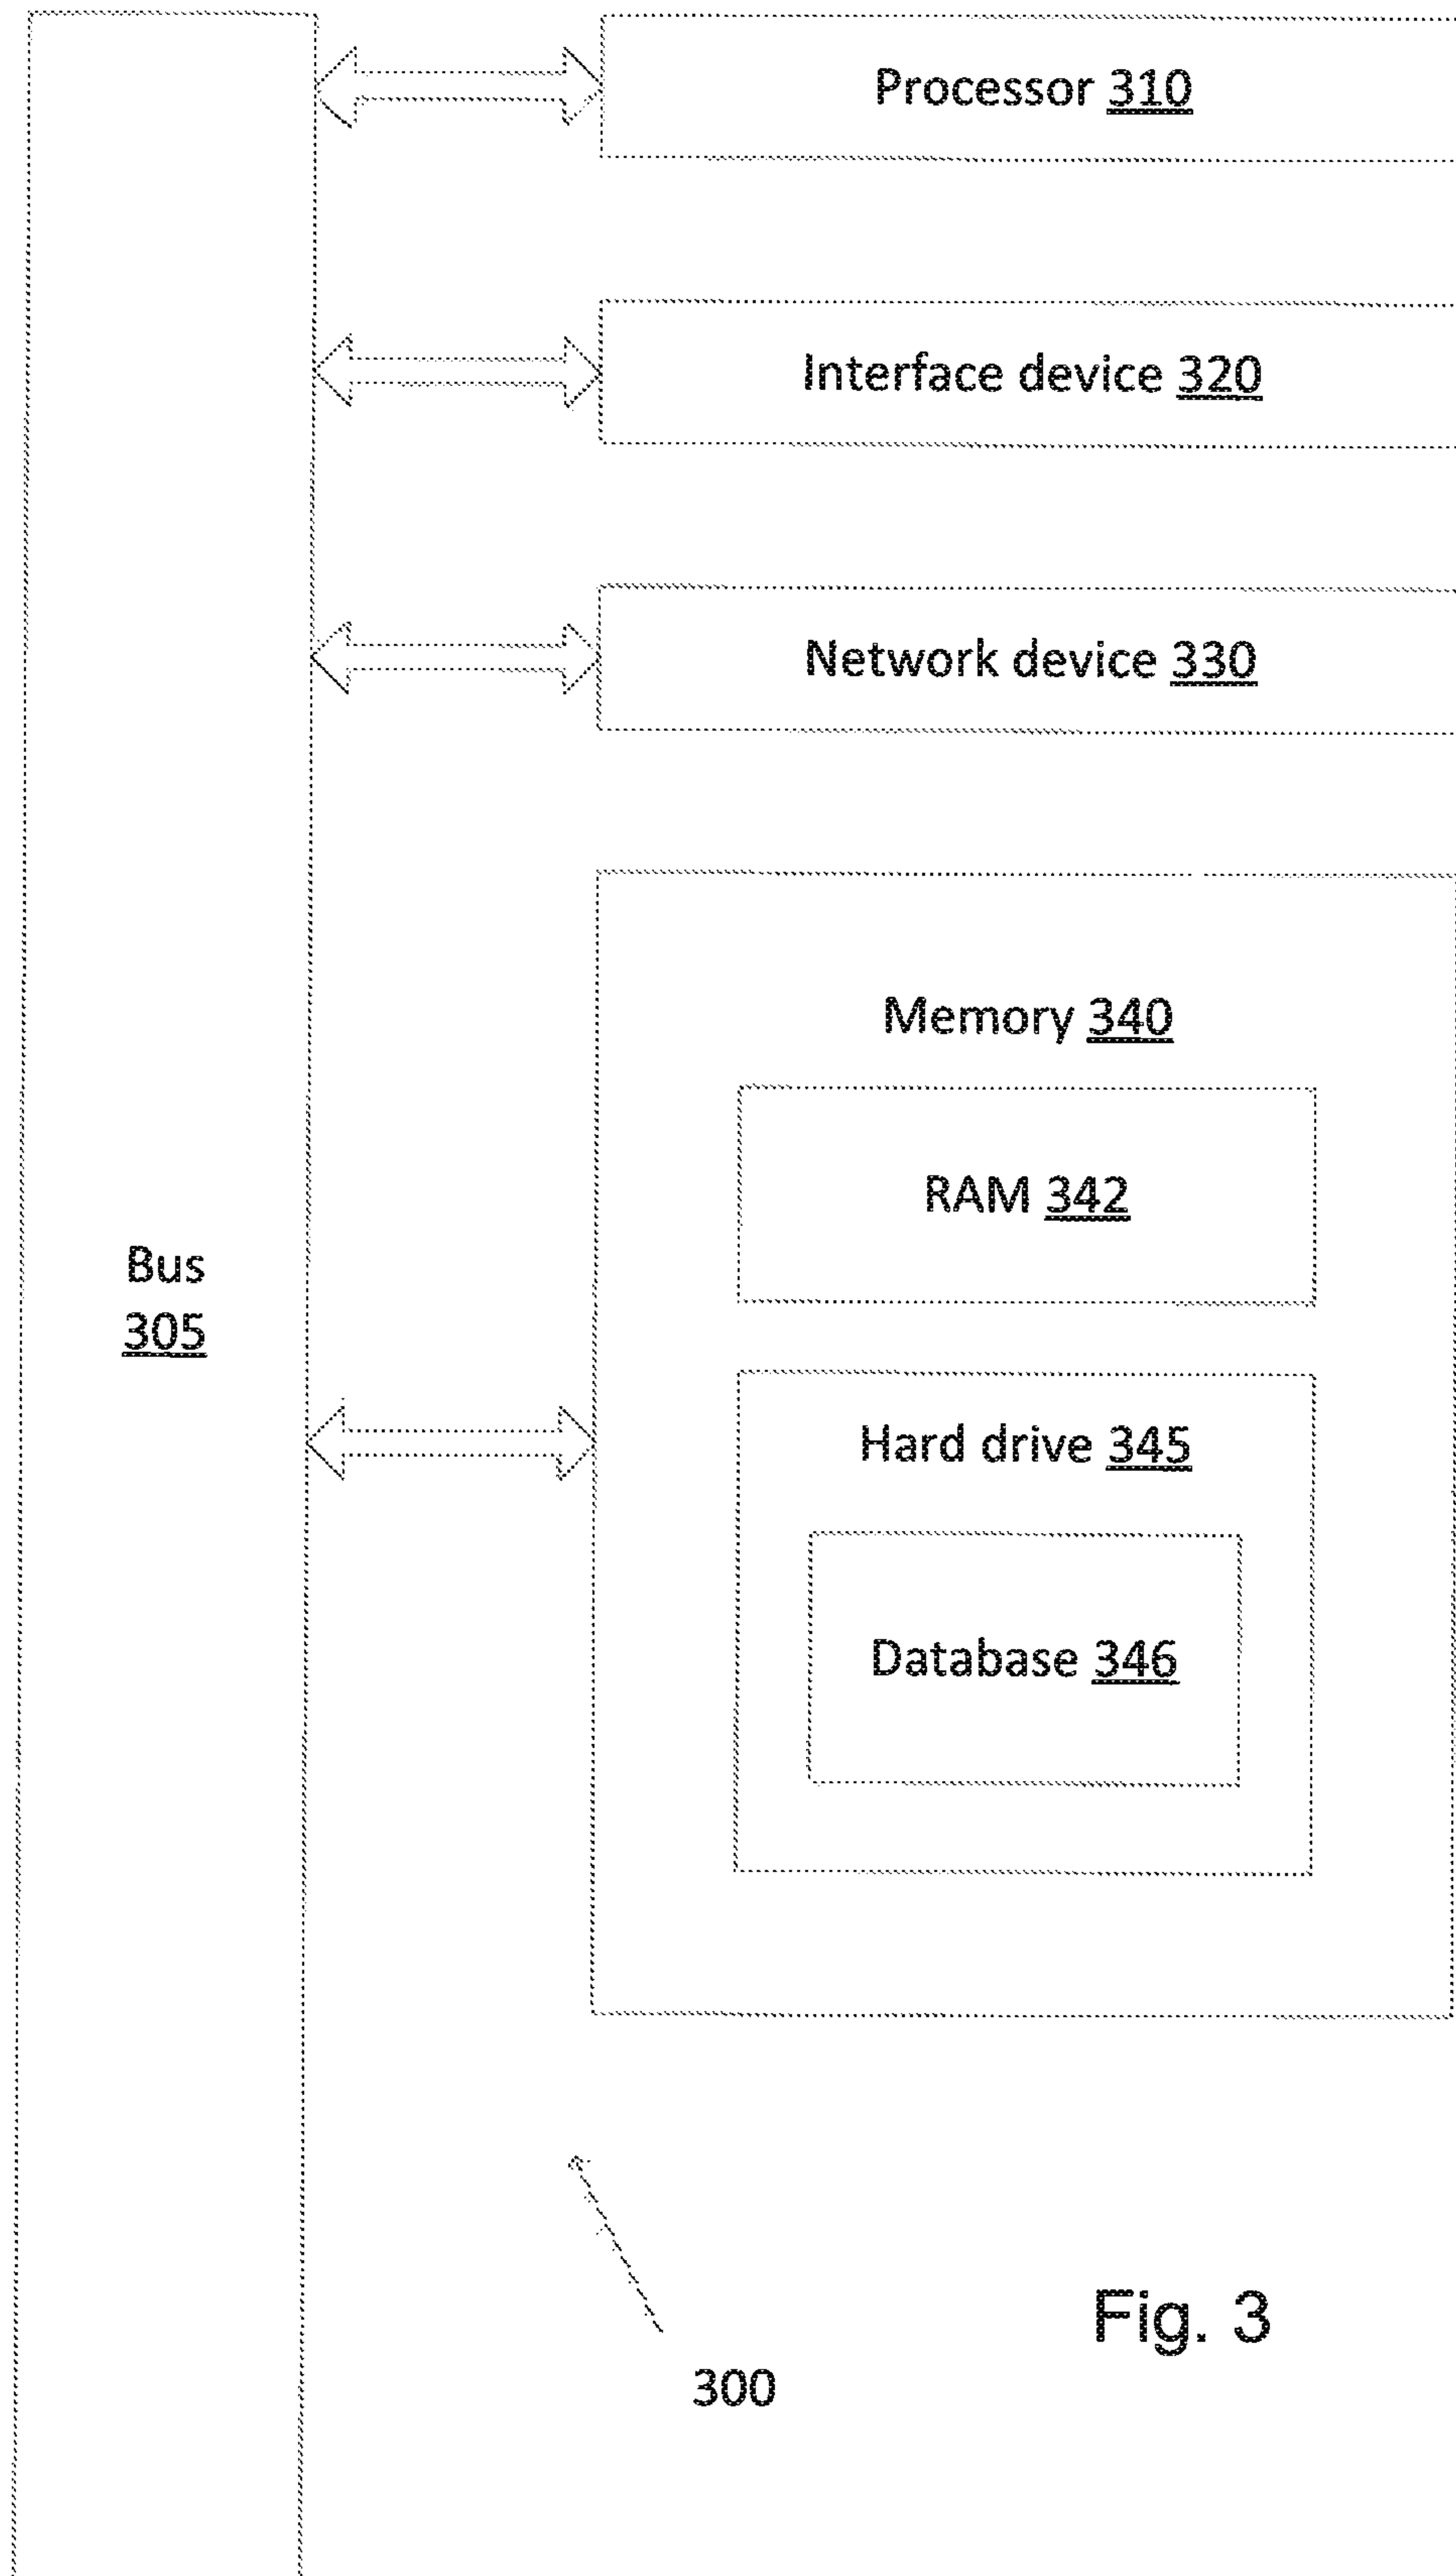 Processor 310
Interface device 320
Network device 330
Memory 340
RAM 342
Bus
305
Hard drive 345
Database 346
Fig. 3
300